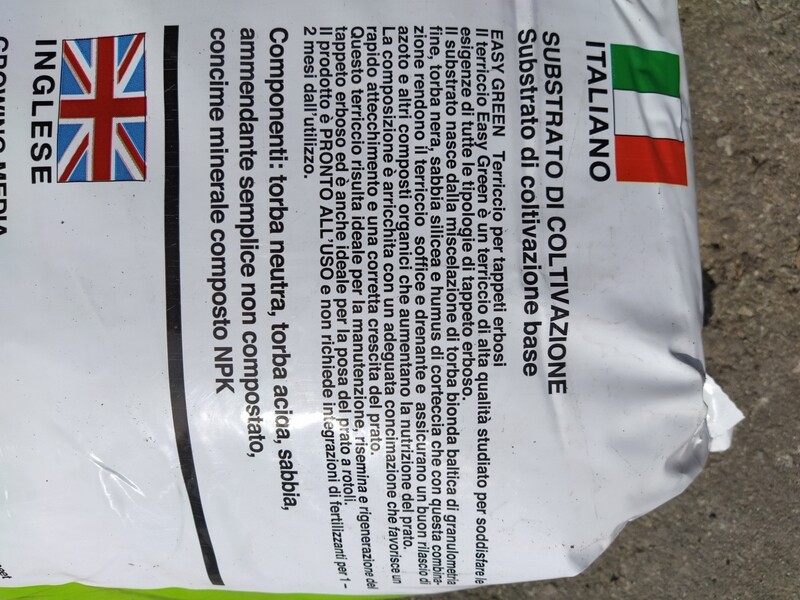 ITALIANO
SUBSTRATO DI COLTIVAZIONE
Substrato di coltivazione base
EASY GREEN Terriccio per tappeti erbosi
Il terriccio Easy Green è un terriccio di alta qualità studiato per soddisfare le
esigenze di tutte le tipologie di tappeto erboso.
Il substrato nasce dalla miscelazione di torba bionda baltica di granulometria
fine, torba nera, sabbia silicea e humus di corteccia che con questa combina-
zione rendono il terriccio soffice e drenante e assicurano un buon rilascio di
azoto e altri composti organici che aumentano la nutrizione del prato.
La composizione è arricchita con un adeguata concimazione che favorisce un
rapido attecchimento e una corretta crescita del prato.
Questo terriccio risulta ideale per la manutenzione, risemina e rigenerazione del
tappeto erboso ed è anche ideale per la posa del prato a rotoli.
Il prodotto è PRONTO ALL'USO e non richiede integrazioni di fertilizzanti per 1 –
2 mesi dall'utilizzo.
Componenti: torba neutra, torba acida, sabbia,
ammendante semplice non compostato,
concime minerale composto NPK
INGLESE
GROWING MEDIA